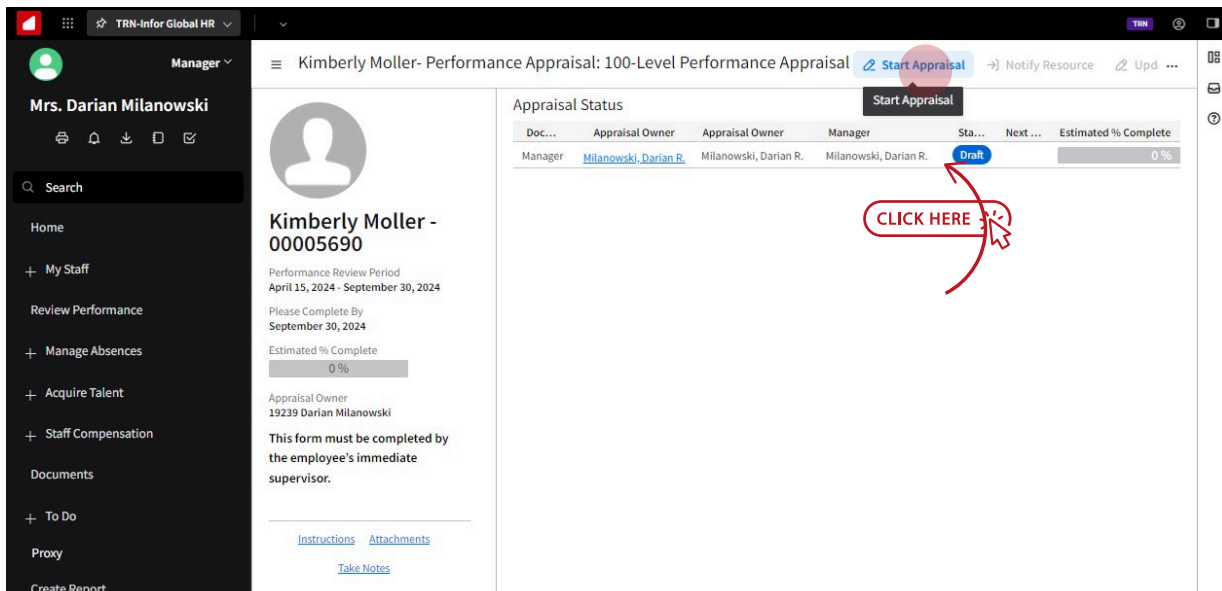 TRN-Infor Global HR
TRN
Manager
Mrs. Darian Milanowski
Search
Home
+ My Staff
Review Performance
+ Manage Absences
+ Acquire Talent
+ Staff Compensation
Documents
+ To Do
Proxy
Create Report
Kimberly Moller- Performance Appraisal: 100-Level Performance Appraisal
Start Appraisal
Notify Resource
Upd ...
Start Appraisal
Kimberly Moller -
00005690
Performance Review Period
April 15, 2024 - September 30, 2024
Please Complete By
September 30, 2024
Estimated % Complete
0 %
Appraisal Owner
19239 Darian Milanowski
This form must be completed by
the employee's immediate
supervisor.
Instructions Attachments
Take Notes
Appraisal Status
Doc... Appraisal Owner Appraisal Owner Manager Sta... Next ... Estimated % Complete
Manager Milanowski, Darian R. Milanowski, Darian R. Milanowski, Darian R. Draft 0 %
CLICK HERE